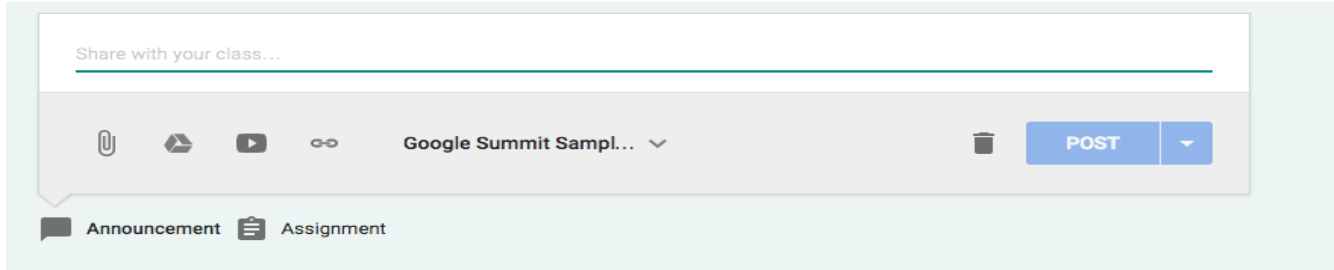 Share with your class...
Google Summit Sampl... POST
Announcement Assignment